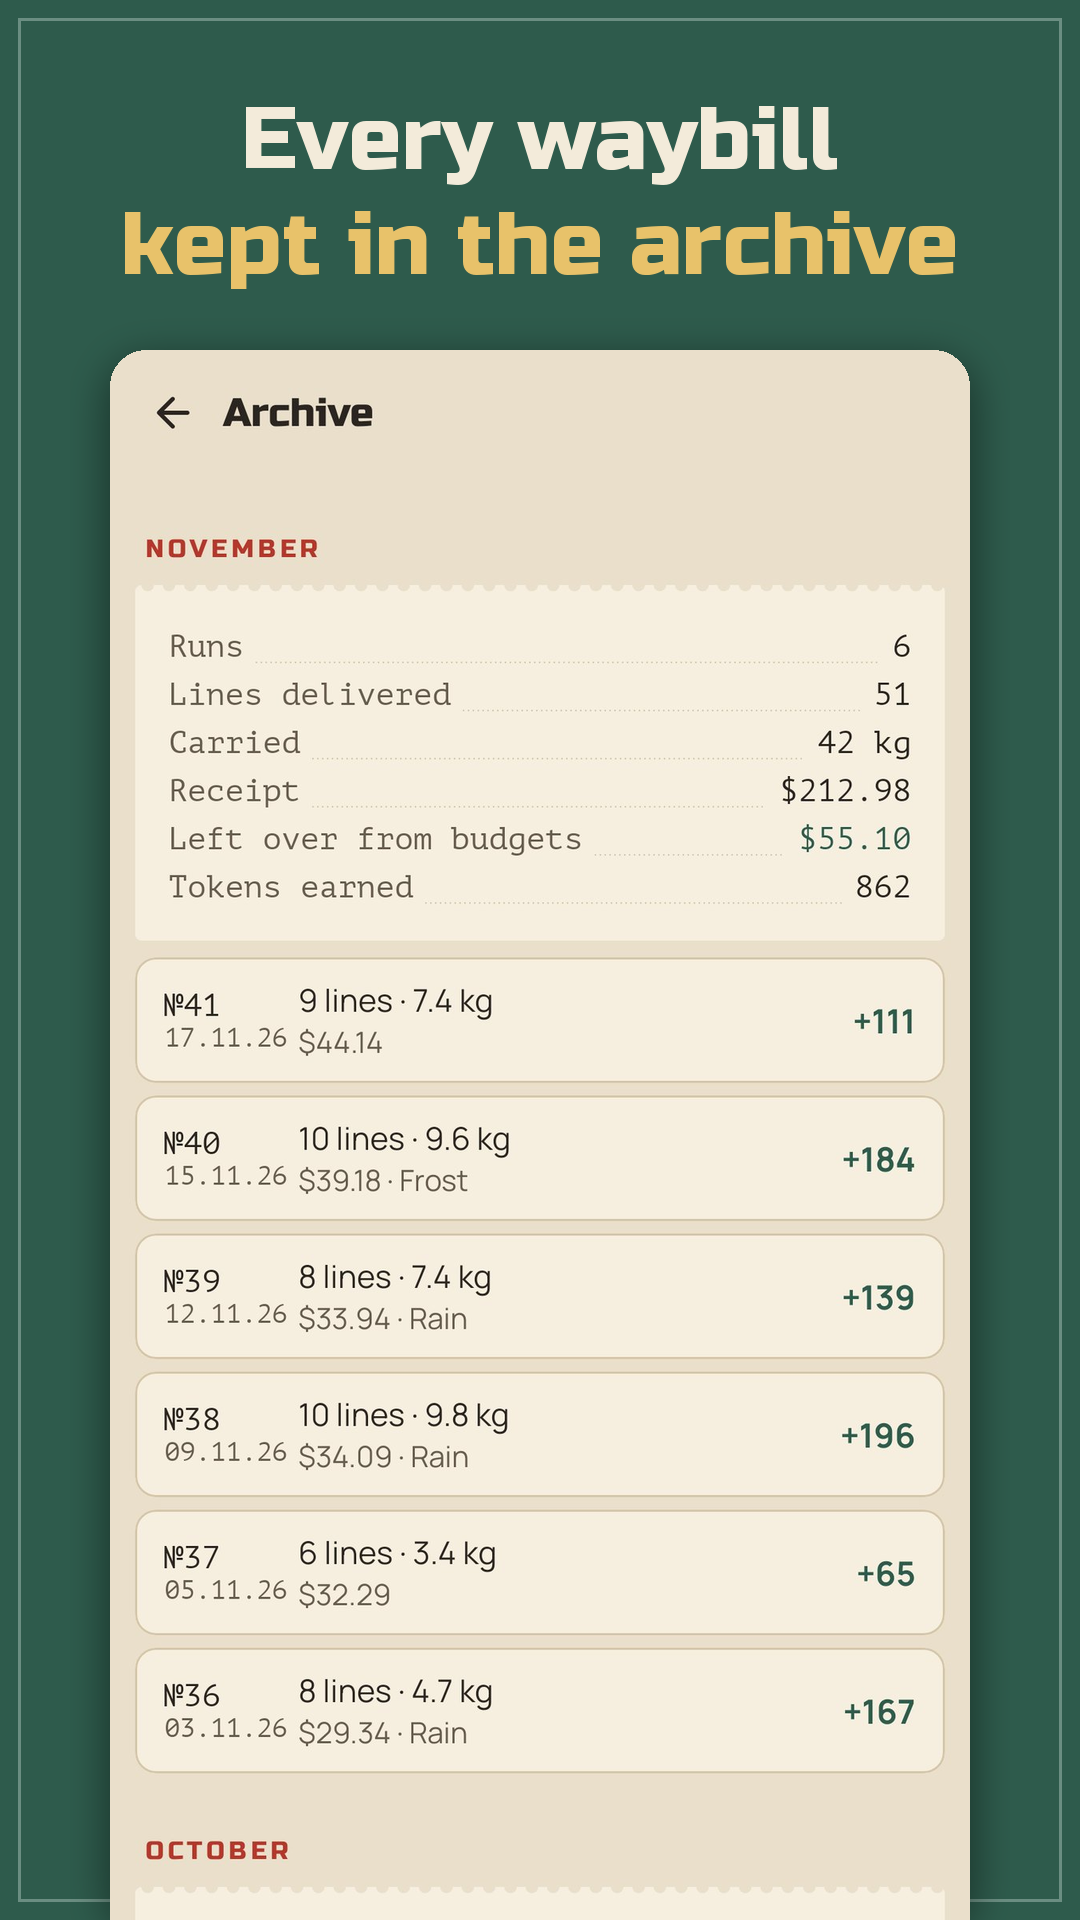 Every waybill
kept in the archive
Archive
NOVEMBER
Runs 6
Lines delivered 51
Carried 42 kg
Receipt $212.98
Left over from budgets $55.10
Tokens earned 862
№41 9 lines · 7.4 kg
17.11.26 $44.14
+111
№40 10 lines · 9.6 kg
15.11.26 $39.18 · Frost
+184
№39 8 lines · 7.4 kg
12.11.26 $33.94 · Rain
+139
№38 10 lines · 9.8 kg
09.11.26 $34.09 · Rain
+196
№37 6 lines · 3.4 kg
05.11.26 $32.29
+65
№36 8 lines · 4.7 kg
03.11.26 $29.34 · Rain
+167
OCTOBER